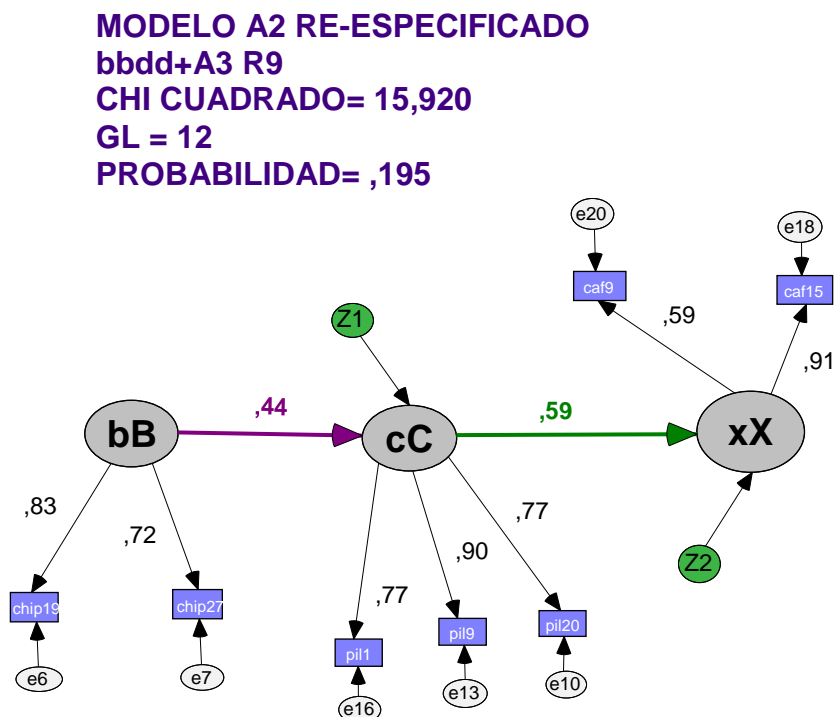 MODELO A2 RE-ESPECIFICADO
bbdd+A3 R9
CHI CUADRADO= 15,920
GL = 12
PROBABILIDAD= ,195
e20
e18
caf9
caf15
Z1
,59
,91
,44
,59
bB
cC
xX
,83
,72
,77
,90
,77
Z2
chip19
chip27
pil1
pil9
pil20
e6
e7
e16
e13
e10